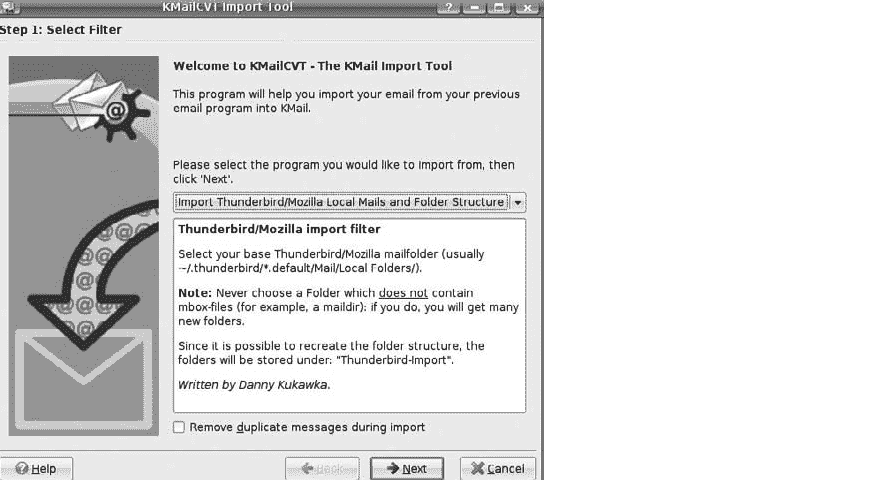 KMailCVT Import Tool
Step 1: Select Filter
Welcome to KMailCVT - The KMail Import Tool
This program will help you import your email from your previous
email program into KMail.
Please select the program you would like to import from, then
click 'Next'.
Import Thunderbird/Mozilla Local Mails and Folder Structure
Thunderbird/Mozilla import filter
Select your base Thunderbird/Mozilla mailfolder (usually
~/.thunderbird/*.default/Mail/Local Folders/).
Note: Never choose a Folder which does not contain
mbox-files (for example, a maildir): if you do, you will get many
new folders.
Since it is possible to recreate the folder structure, the
folders will be stored under: "Thunderbird-Import".
Written by Danny Kukawka.
Remove duplicate messages during import
Help
Back
Next
Cancel